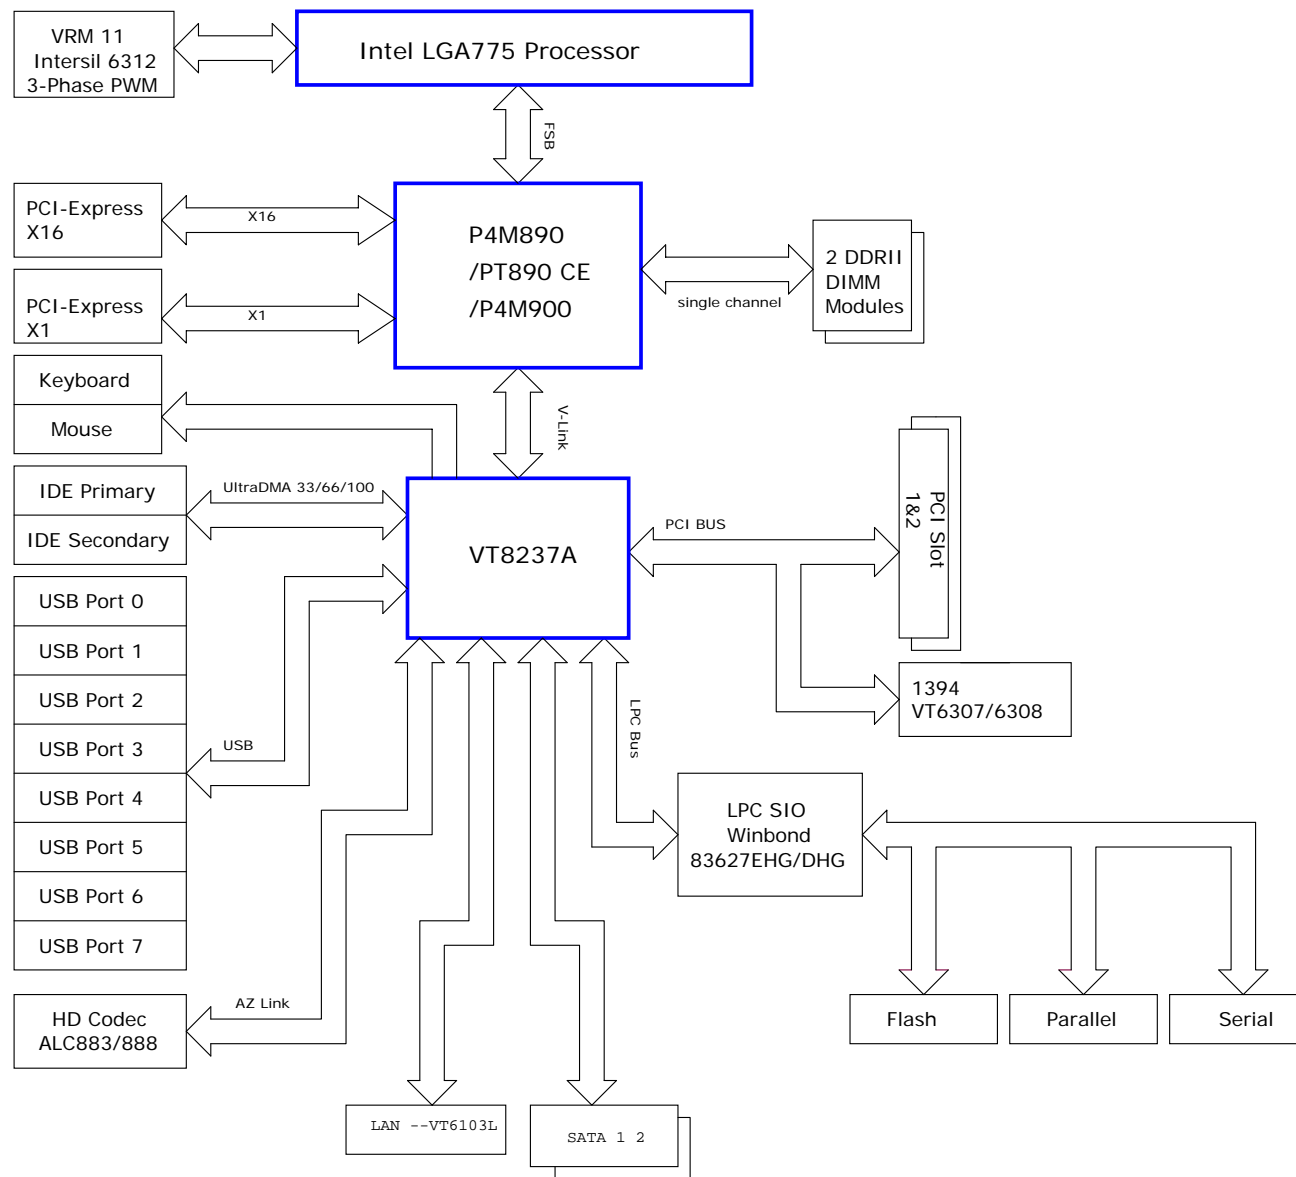 VRM 11
Intersil 6312
3-Phase PWM
Intel LGA775 Processor
FSB
PCI-Express
X16
X16
P4M890
/PT890 CE
/P4M900
2 DDRII
DIMM
Modules
single channel
PCI-Express
X1
X1
Keyboard
Mouse
V-Link
IDE Primary
IDE Secondary
UltraDMA 33/66/100
VT8237A
PCI BUS
PCI Slot
1&2
USB Port 0
USB Port 1
USB Port 2
USB Port 3
USB Port 4
USB Port 5
USB Port 6
USB Port 7
USB
LPC Bus
1394
VT6307/6308
LPC SIO
Winbond
83627EHG/DHG
HD Codec
ALC883/888
AZ Link
Flash
Parallel
Serial
LAN --VT6103L
SATA 1 2